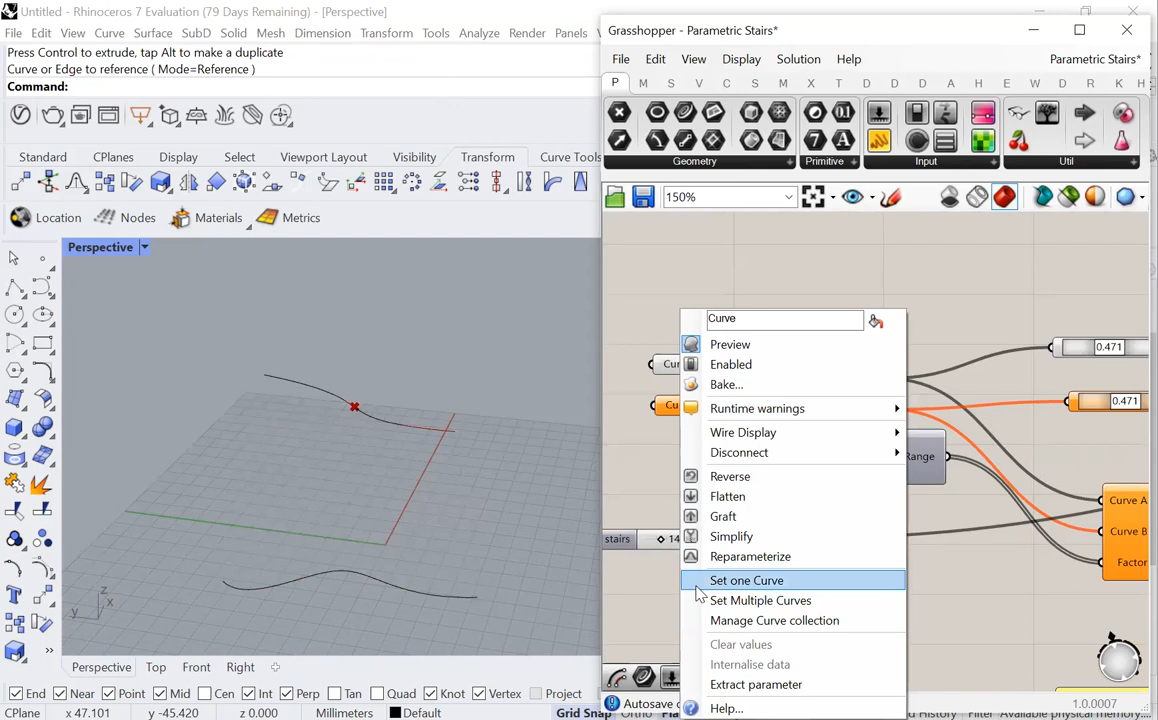 Untitled - Rhinoceros 7 Evaluation (79 Days Remaining) - [Perspective]
File Edit View Curve Surface SubD Solid Mesh Dimension Transform Tools Analyze Render Panels
Press Control to extrude, tap Alt to make a duplicate
Curve or Edge to reference ( Mode=Reference )
Command:
Standard CPlanes Display Select Viewport Layout Visibility Transform Curve Tools
Location Nodes Materials Metrics
Perspective
z
x
y
Perspective Top Front Right
End Near Point Mid Cen Int Perp Tan Quad Knot Vertex Project
CPlane x 47.101 y -45.420 z 0.000 Millimeters Default Grid Snap
Grasshopper - Parametric Stairs*
File Edit View Display Solution Help Parametric Stairs*
P M S V C S M X T D D D A H E W D R K H
Geometry Primitive Input Util
150%
Curve
Preview
Enabled
Bake...
Runtime warnings
Wire Display
Disconnect
Reverse
Flatten
Graft
Simplify
Reparameterize
Set one Curve
Set Multiple Curves
Manage Curve collection
Clear values
Internalise data
Extract parameter
Help...
Cur
Cu
stairs 14
0.471
0.471
Range
Curve A
Curve B
Factor
Autosave c
1.0.0007